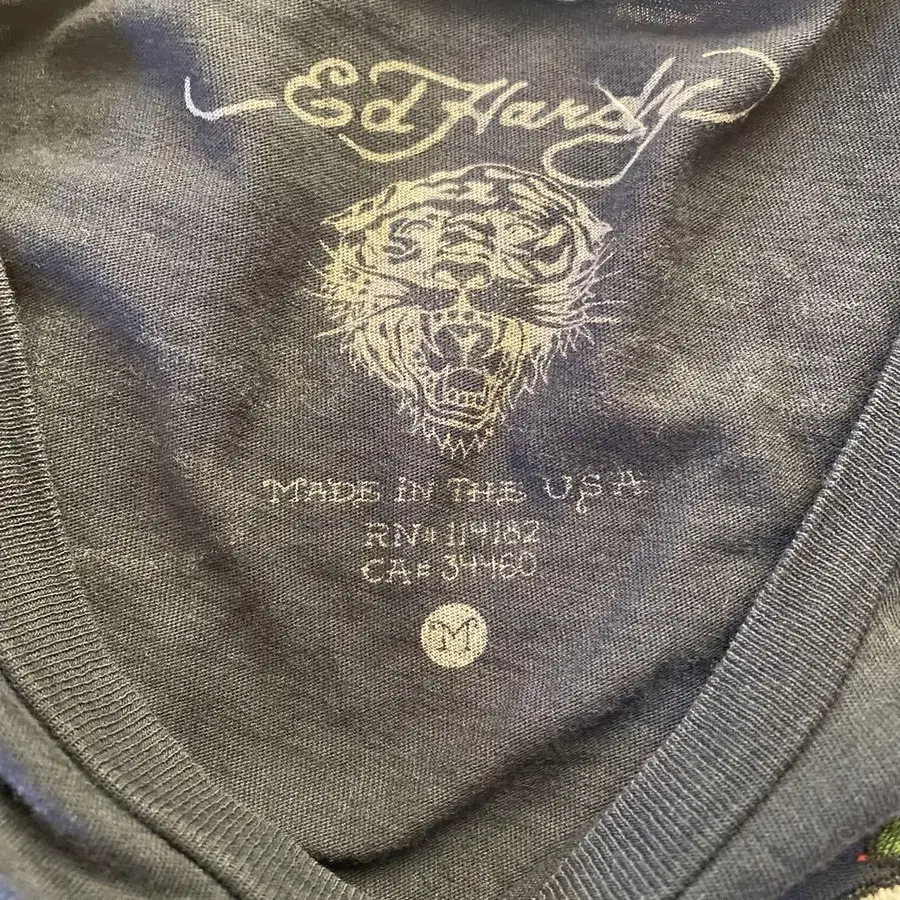 Ed Hardy
MADE iN THE USA
RN# 114182
CA# 34460
M